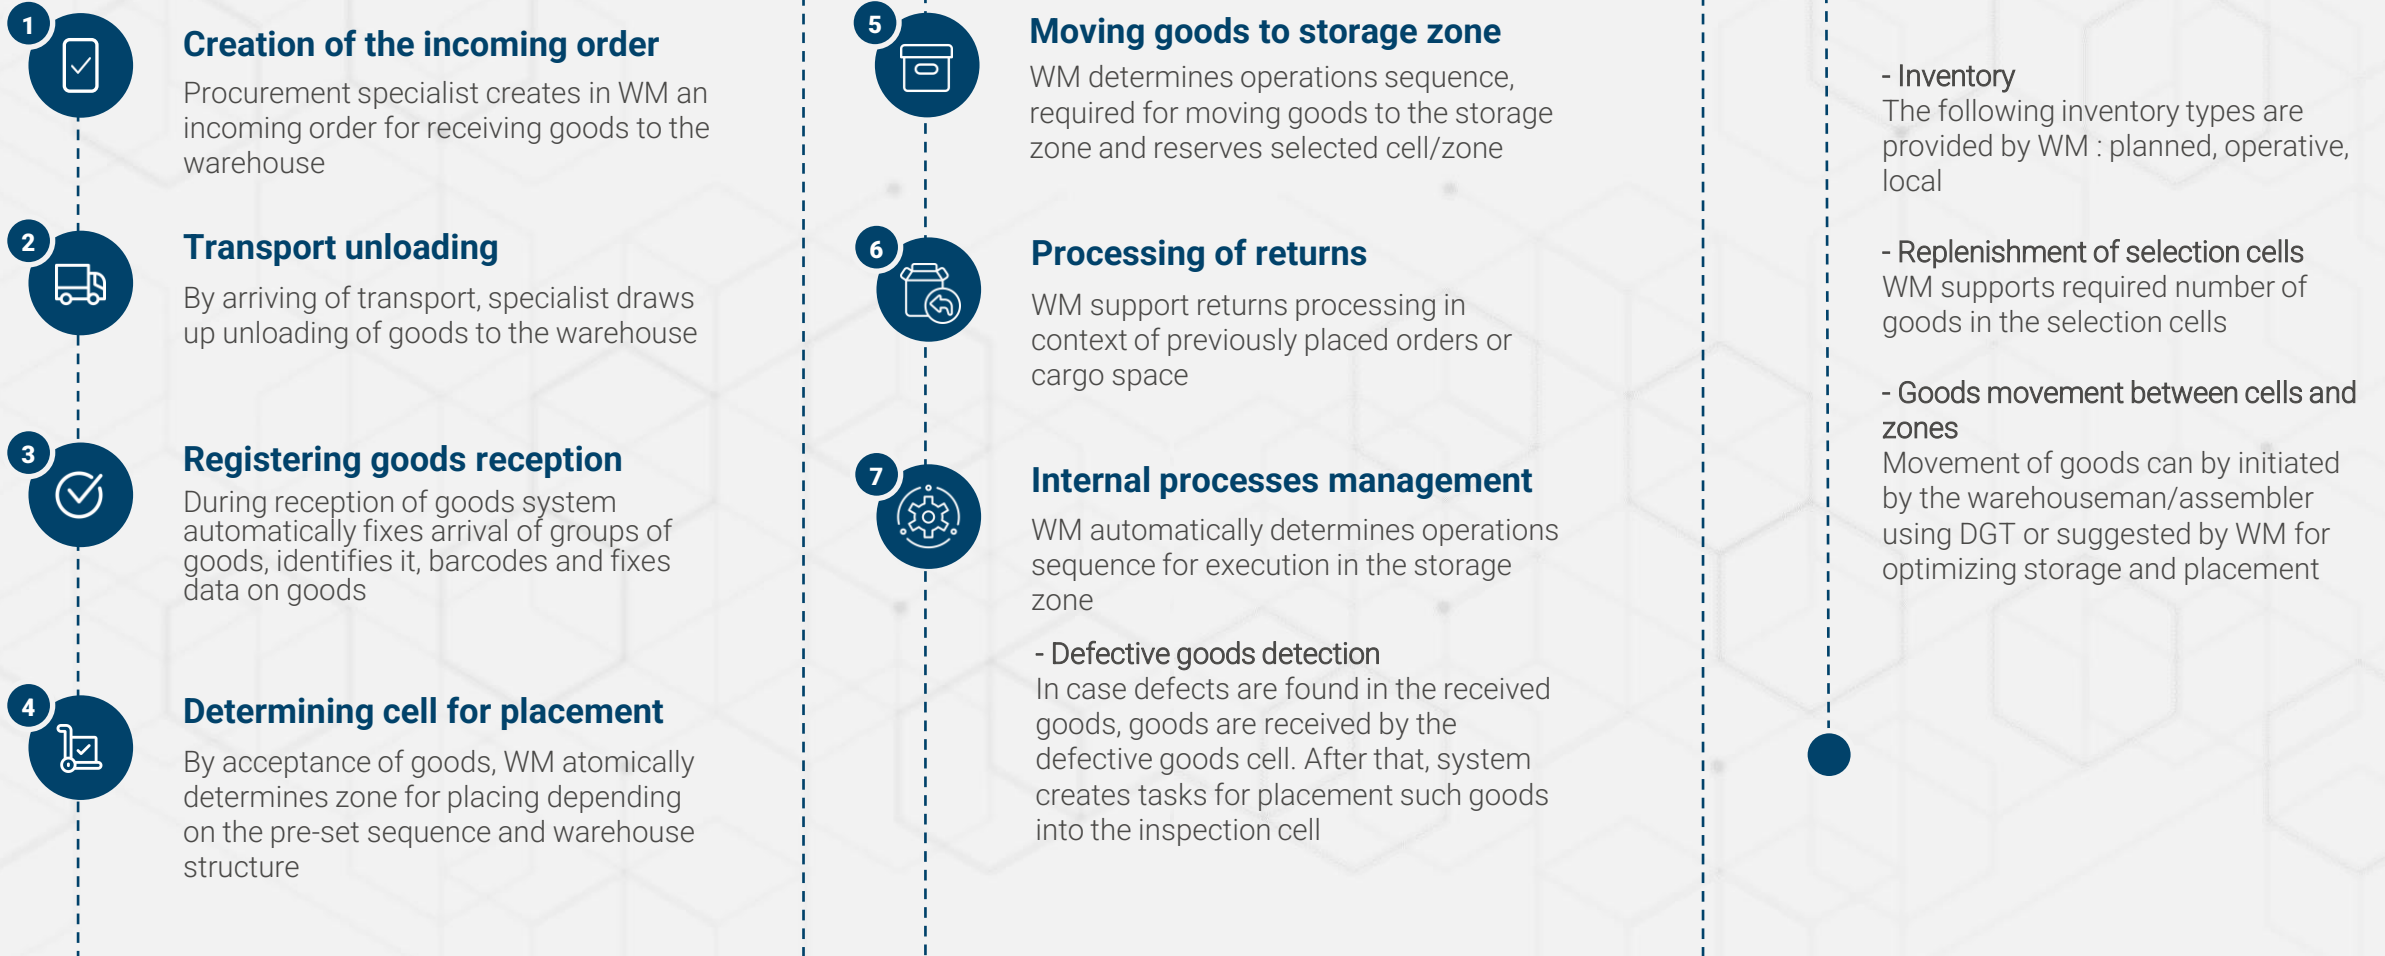 1
Creation of the incoming order
Procurement specialist creates in WM an
incoming order for receiving goods to the
warehouse
2
Transport unloading
By arriving of transport, specialist draws
up unloading of goods to the warehouse
3
Registering goods reception
During reception of goods system
automatically fixes arrival of groups of
goods, identifies it, barcodes and fixes
data on goods
4
Determining cell for placement
By acceptance of goods, WM atomically
determines zone for placing depending
on the pre-set sequence and warehouse
structure
5
Moving goods to storage zone
WM determines operations sequence,
required for moving goods to the storage
zone and reserves selected cell/zone
6
Processing of returns
WM support returns processing in
context of previously placed orders or
cargo space
7
Internal processes management
WM automatically determines operations
sequence for execution in the storage
zone
- Defective goods detection
In case defects are found in the received
goods, goods are received by the
defective goods cell. After that, system
creates tasks for placement such goods
into the inspection cell
- Inventory
The following inventory types are
provided by WM : planned, operative,
local
- Replenishment of selection cells
WM supports required number of
goods in the selection cells
- Goods movement between cells and
zones
Movement of goods can by initiated
by the warehouseman/assembler
using DGT or suggested by WM for
optimizing storage and placement